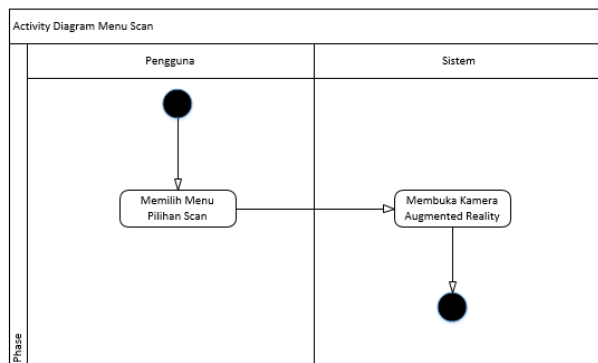 Activity Diagram Menu Scan
Pengguna
Sistem
Memilih Menu
Pilihan Scan
Membuka Kamera
Augmented Reality
Phase